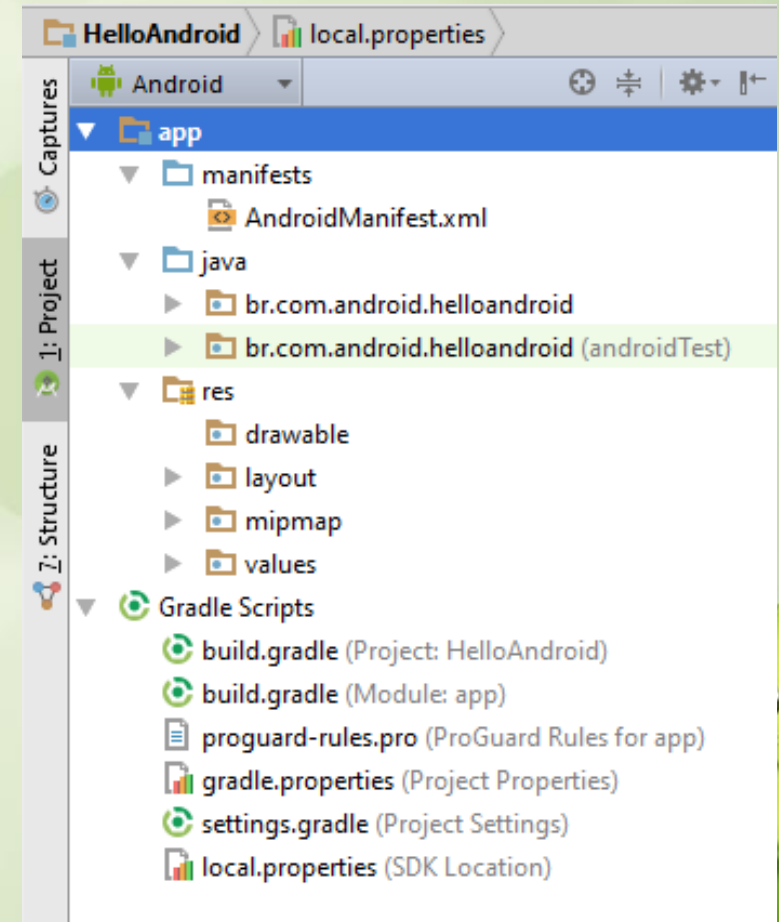 HelloAndroid local.properties
Android
Captures
1: Project
7: Structure
app
manifests
AndroidManifest.xml
java
br.com.android.helloandroid
br.com.android.helloandroid (androidTest)
res
drawable
layout
mipmap
values
Gradle Scripts
build.gradle (Project: HelloAndroid)
build.gradle (Module: app)
proguard-rules.pro (ProGuard Rules for app)
gradle.properties (Project Properties)
settings.gradle (Project Settings)
local.properties (SDK Location)